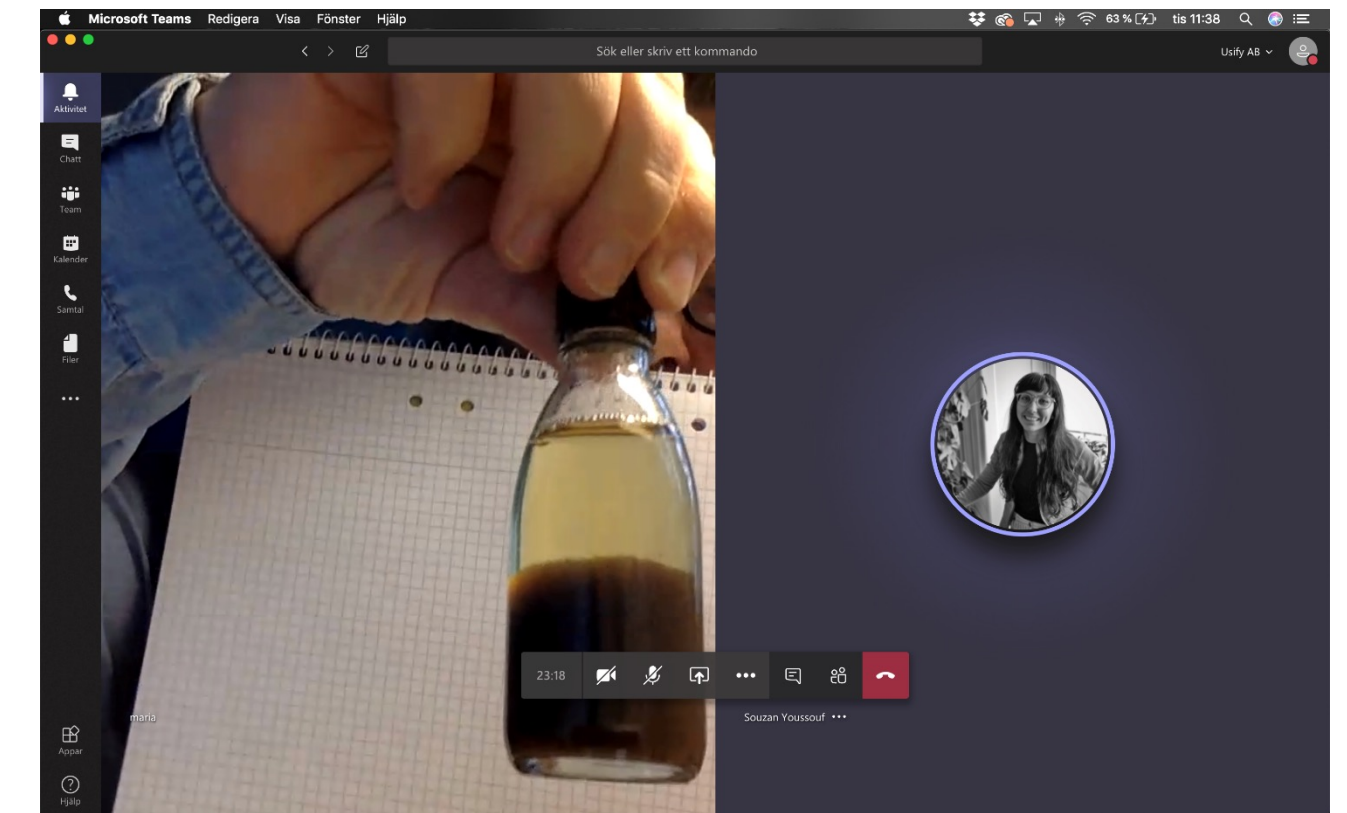 Microsoft Teams Redigera Visa Fönster Hjälp 63 % tis 11:38
Sök eller skriv ett kommando Usify AB
Aktivitet
Chatt
Team
Kalender
Samtal
Filer
23:18
maria Souzan Youssouf
Appar
Hjälp